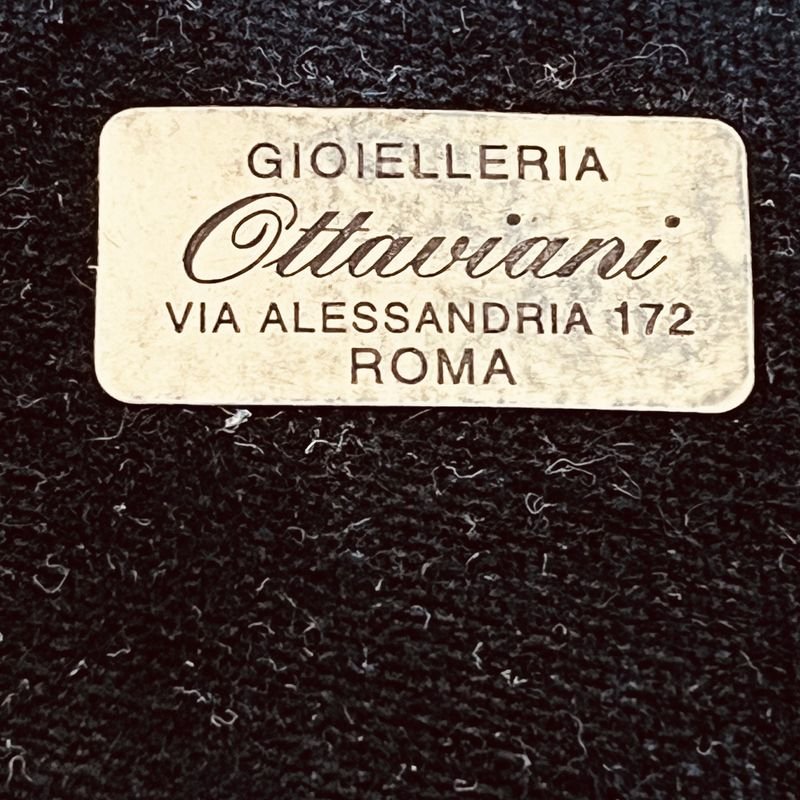 GIOIELLERIA
Ottaviani
VIA ALESSANDRIA 172
ROMA